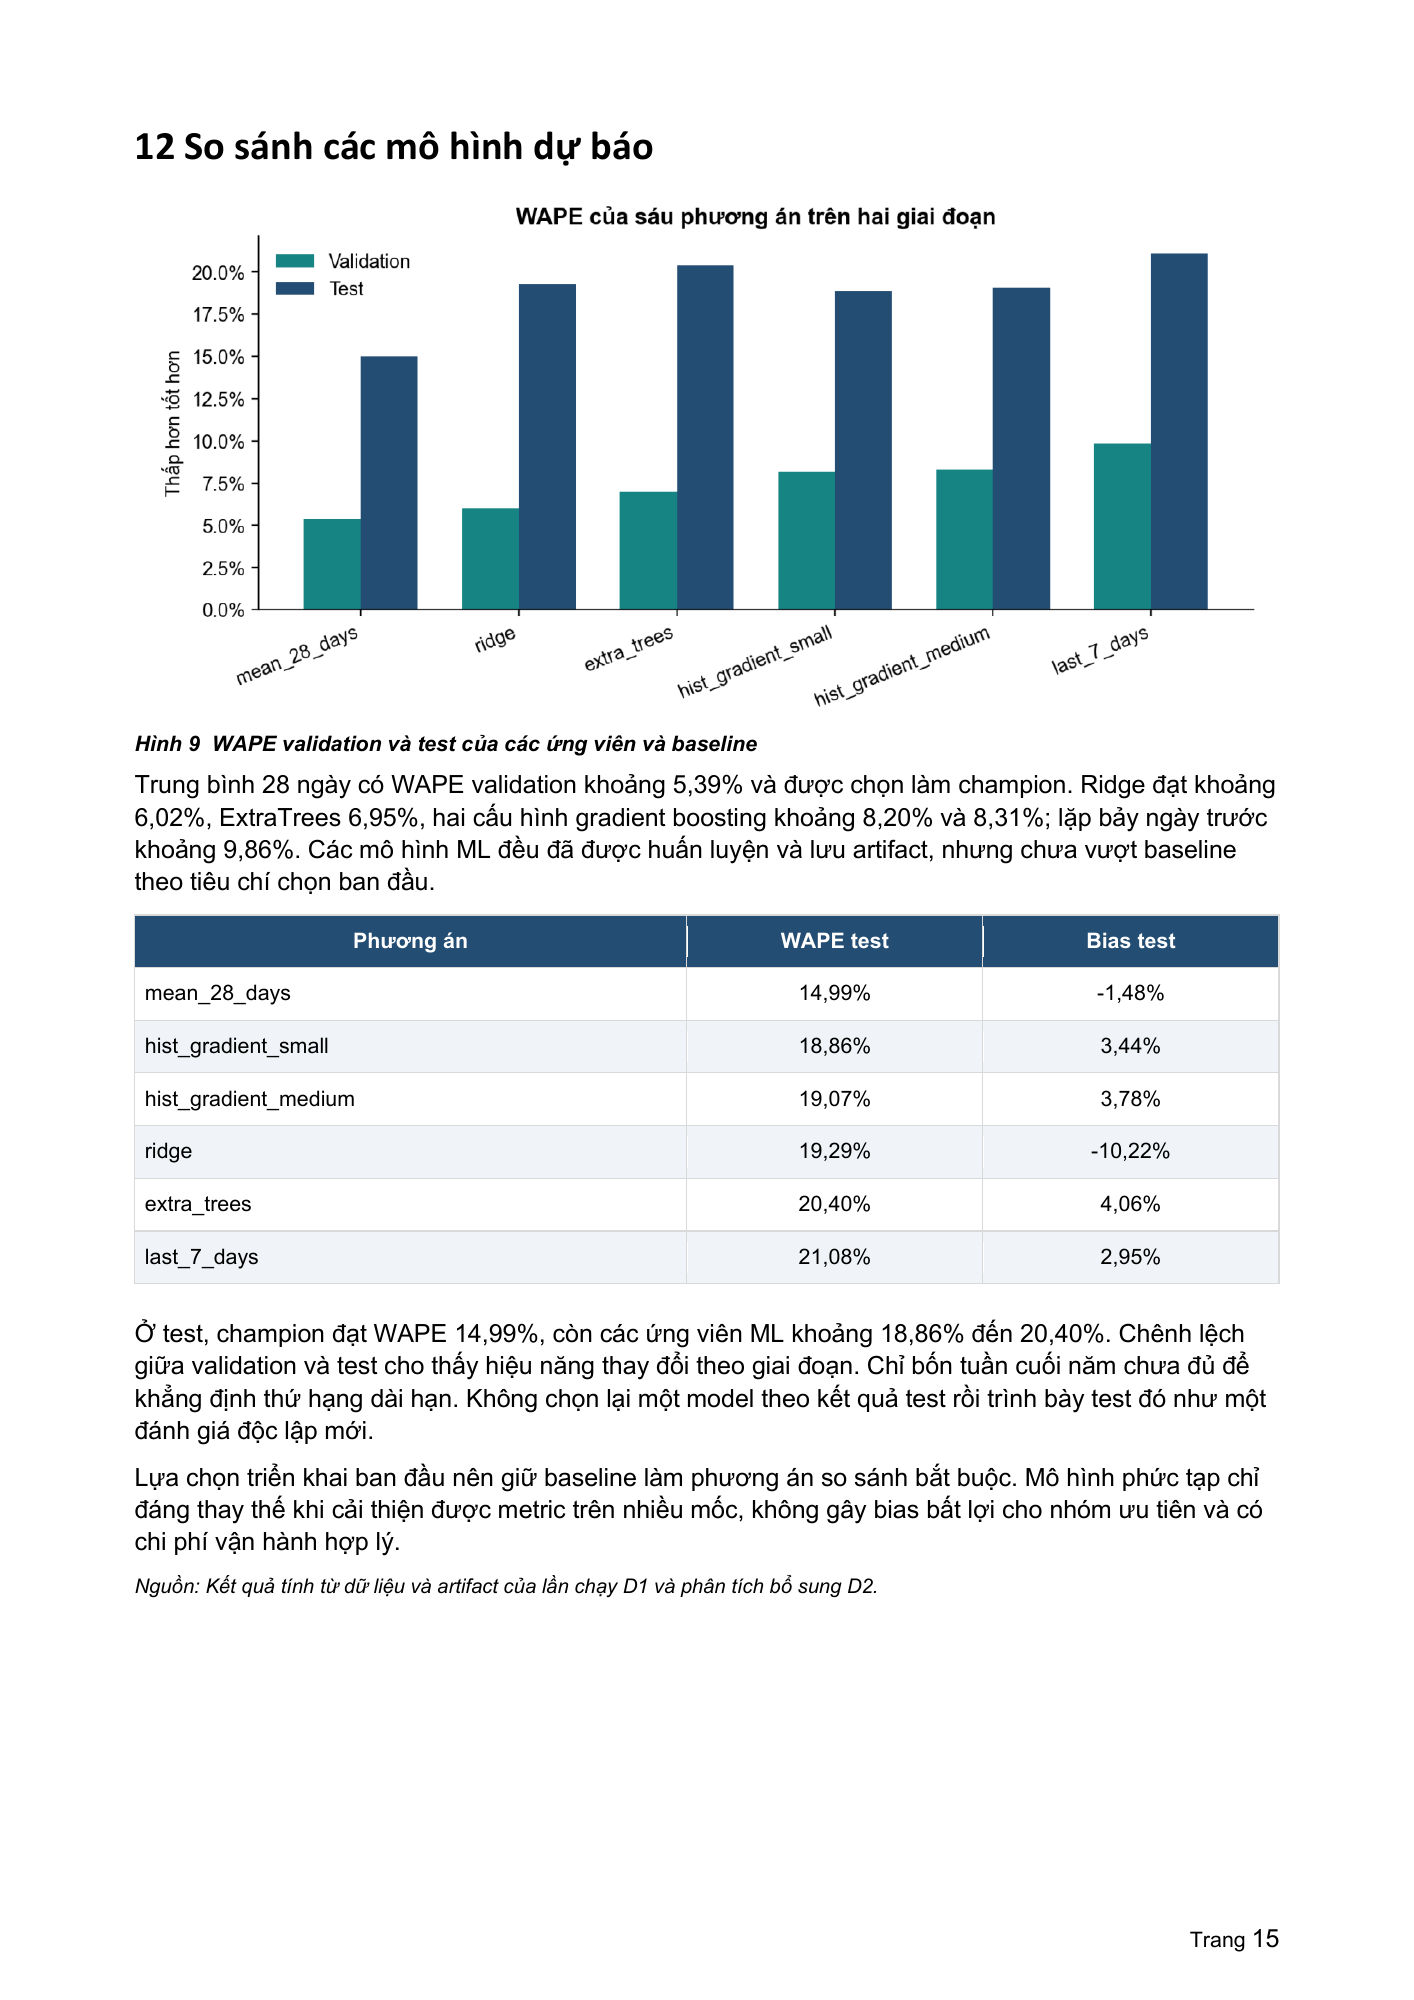 12 So sánh các mô hình dự báo
WAPE của sáu phương án trên hai giai đoạn
Validation
Test
Thấp hơn tốt hơn
20.0%
17.5%
15.0%
12.5%
10.0%
7.5%
5.0%
2.5%
0.0%
mean_28_days
ridge
extra_trees
hist_gradient_small
hist_gradient_medium
last_7_days
Hình 9 WAPE validation và test của các ứng viên và baseline
Trung bình 28 ngày có WAPE validation khoảng 5,39% và được chọn làm champion. Ridge đạt khoảng
6,02%, ExtraTrees 6,95%, hai cấu hình gradient boosting khoảng 8,20% và 8,31%; lặp bảy ngày trước
khoảng 9,86%. Các mô hình ML đều đã được huấn luyện và lưu artifact, nhưng chưa vượt baseline
theo tiêu chí chọn ban đầu.
Phương án WAPE test Bias test
mean_28_days 14,99% -1,48%
hist_gradient_small 18,86% 3,44%
hist_gradient_medium 19,07% 3,78%
ridge 19,29% -10,22%
extra_trees 20,40% 4,06%
last_7_days 21,08% 2,95%
Ở test, champion đạt WAPE 14,99%, còn các ứng viên ML khoảng 18,86% đến 20,40%. Chênh lệch
giữa validation và test cho thấy hiệu năng thay đổi theo giai đoạn. Chỉ bốn tuần cuối năm chưa đủ để
khẳng định thứ hạng dài hạn. Không chọn lại một model theo kết quả test rồi trình bày test đó như một
đánh giá độc lập mới.
Lựa chọn triển khai ban đầu nên giữ baseline làm phương án so sánh bắt buộc. Mô hình phức tạp chỉ
đáng thay thế khi cải thiện được metric trên nhiều mốc, không gây bias bất lợi cho nhóm ưu tiên và có
chi phí vận hành hợp lý.
Nguồn: Kết quả tính từ dữ liệu và artifact của lần chạy D1 và phân tích bổ sung D2.
Trang 15